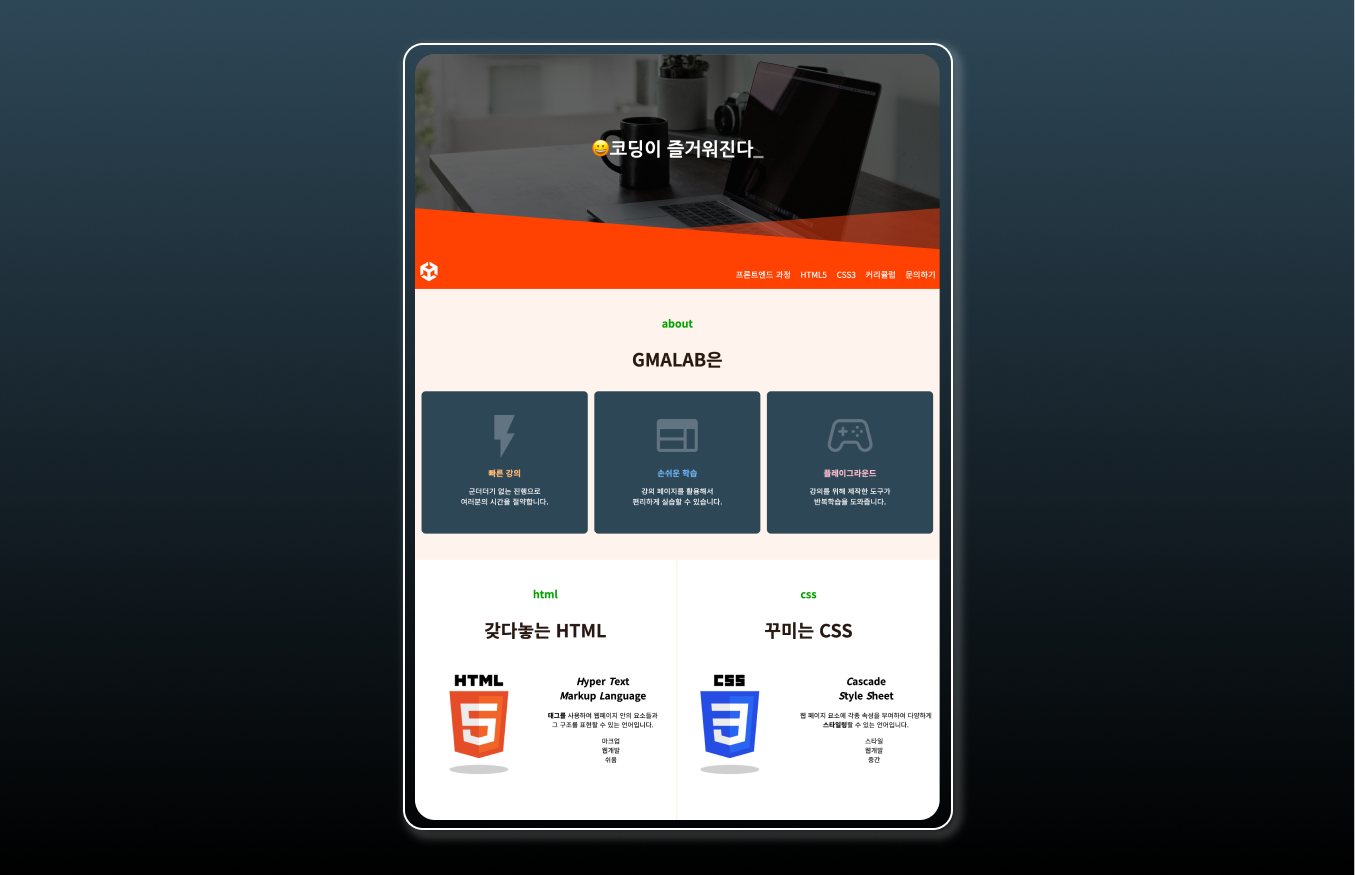 😀코딩이 즐거워진다_
프론트엔드 과정 HTML5 CSS3 커리큘럼 문의하기
about
GMALAB은
빠른 강의
군더더기 없는 진행으로
여러분의 시간을 절약합니다.
손쉬운 학습
강의 페이지를 활용해서
편리하게 실습할 수 있습니다.
플레이그라운드
강의를 위해 제작한 도구가
반복학습을 도와줍니다.
html
갖다놓는 HTML
HTML
5
Hyper Text
Markup Language
태그를 사용하여 웹페이지 안의 요소들과
그 구조를 표현할 수 있는 언어입니다.
마크업
웹개발
쉬움
css
꾸미는 CSS
CSS
3
Cascade
Style Sheet
웹 페이지 요소에 각종 속성을 부여하여 다양하게
스타일링할 수 있는 언어입니다.
스타일
웹개발
중간